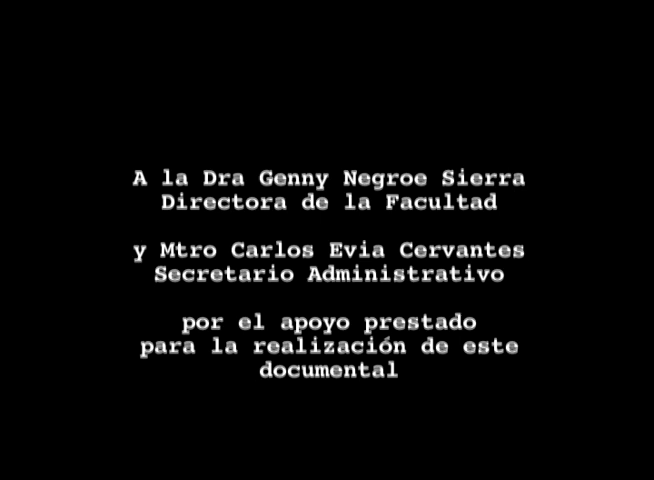 A la Dra Genny Negroe Sierra
Directora de la Facultad
y Mtro Carlos Evia Cervantes
Secretario Administrativo
por el apoyo prestado
para la realización de este
documental